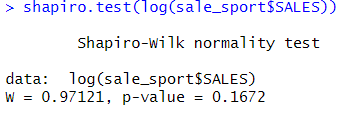 > shapiro.test(log(sale_sport$SALES))
Shapiro-Wilk normality test
data:  log(sale_sport$SALES)
W = 0.97121, p-value = 0.1672